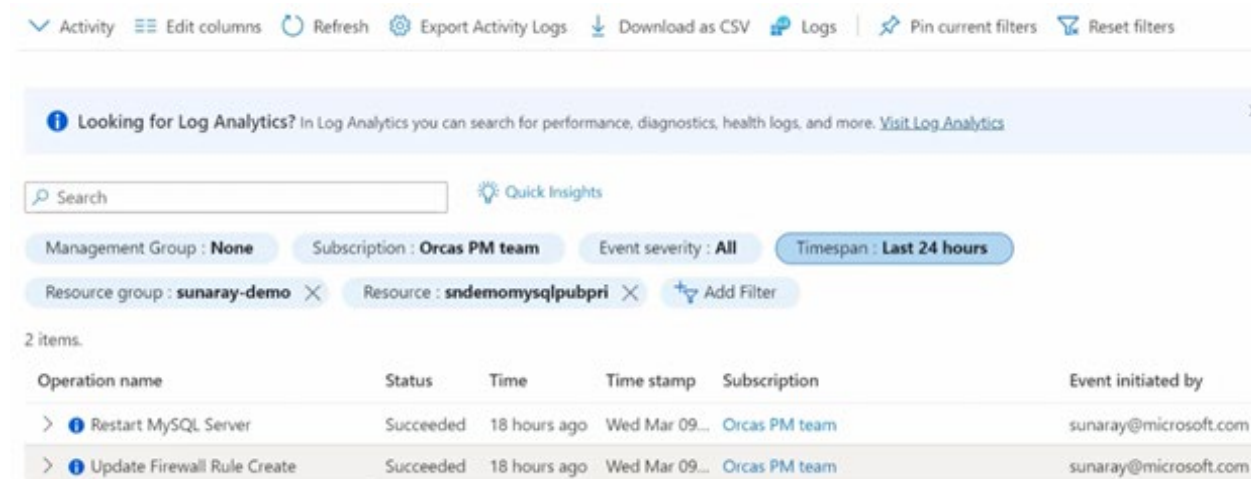 Activity Edit columns Refresh Export Activity Logs Download as CSV Logs Pin current filters Reset filters
Looking for Log Analytics? In Log Analytics you can search for performance, diagnostics, health logs, and more. Visit Log Analytics
Search Quick Insights
Management Group : None Subscription : Orcas PM team Event severity : All Timespan : Last 24 hours
Resource group : sunaray-demo Resource : sndemomysqlpubpri Add Filter
2 items.
Operation name Status Time Time stamp Subscription Event initiated by
Restart MySQL Server Succeeded 18 hours ago Wed Mar 09... Orcas PM team sunaray@microsoft.com
Update Firewall Rule Create Succeeded 18 hours ago Wed Mar 09... Orcas PM team sunaray@microsoft.com